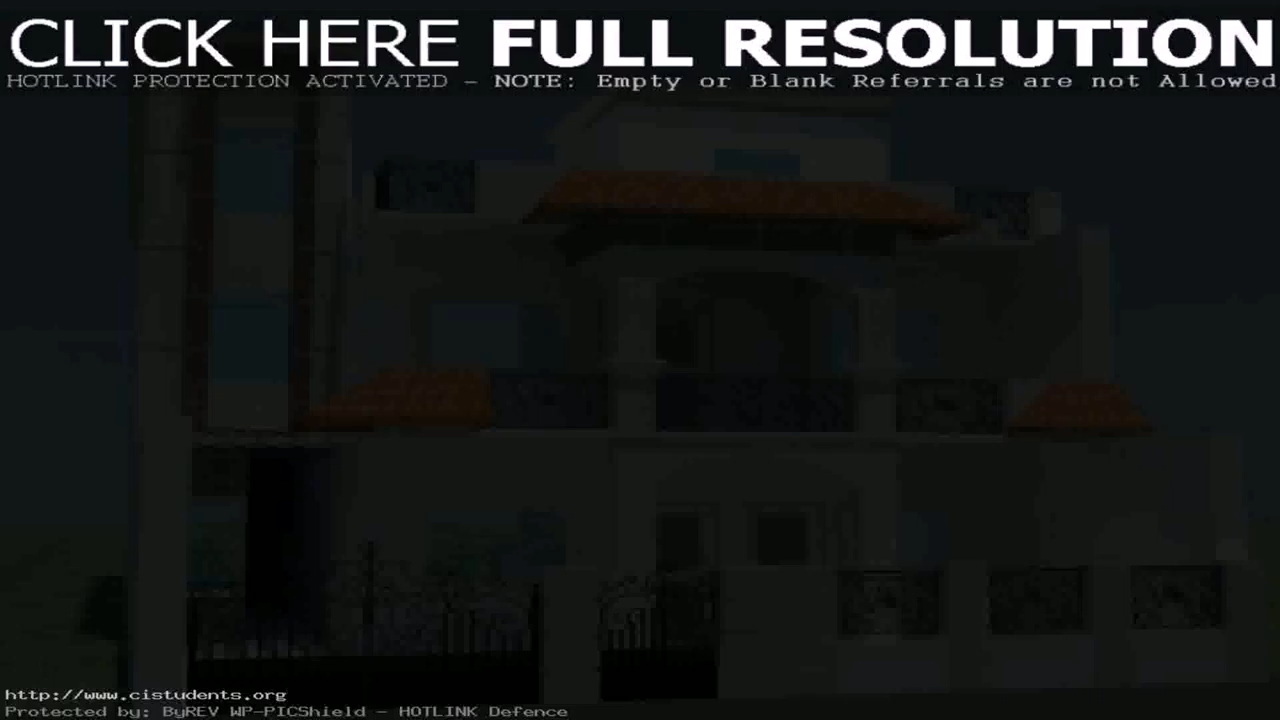 CLICK HERE FULL RESOLUTION
HOTLINK PROTECTION ACTIVATED - NOTE: Empty or Blank Referrals are not Allowed
http://www.cistudents.org
Protected by: ByREV WP-PICShield - HOTLINK Defence